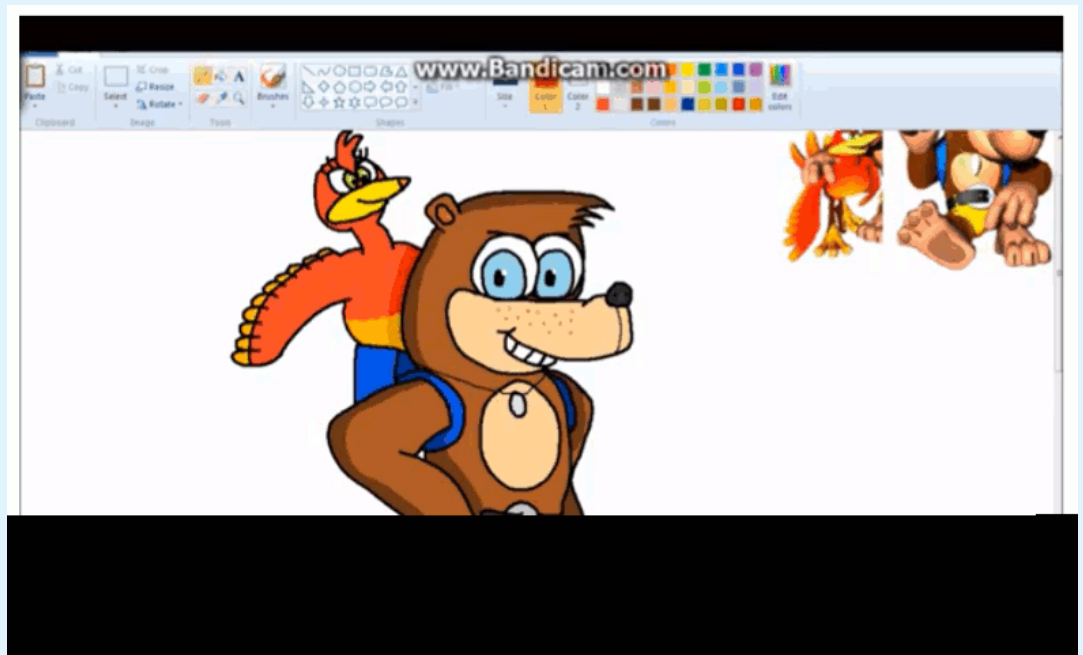 www.Bandicam.com
Cut
Crop
Copy
Resize
Paste
Select
Rotate
Brushes
Size
Color
1
Color
2
Edit
colors
Clipboard
Image
Tools
Shapes
Colors